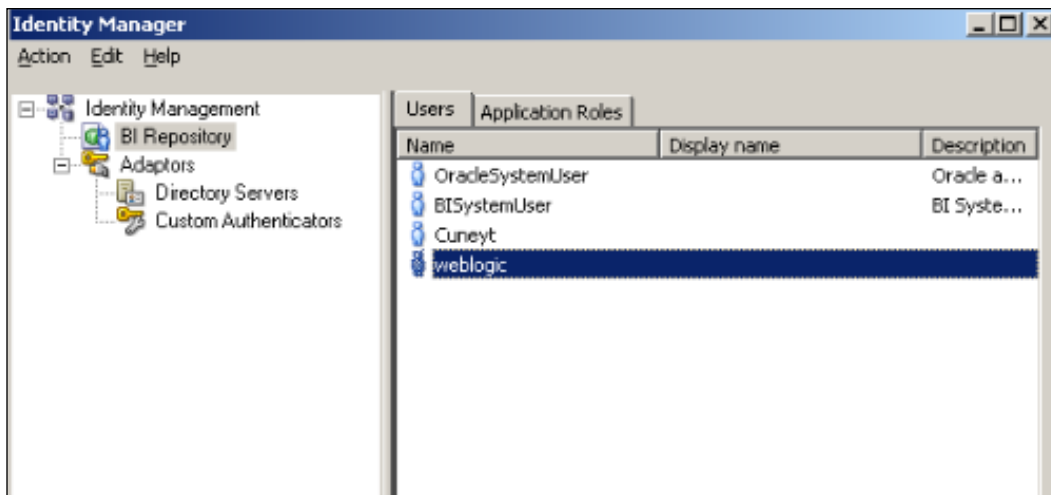 Identity Manager
Action Edit Help
Identity Management
BI Repository
Adaptors
Directory Servers
Custom Authenticators
Users Application Roles
Name Display name Description
OracleSystemUser Oracle a...
BISystemUser BI Syste...
Cuneyt
weblogic